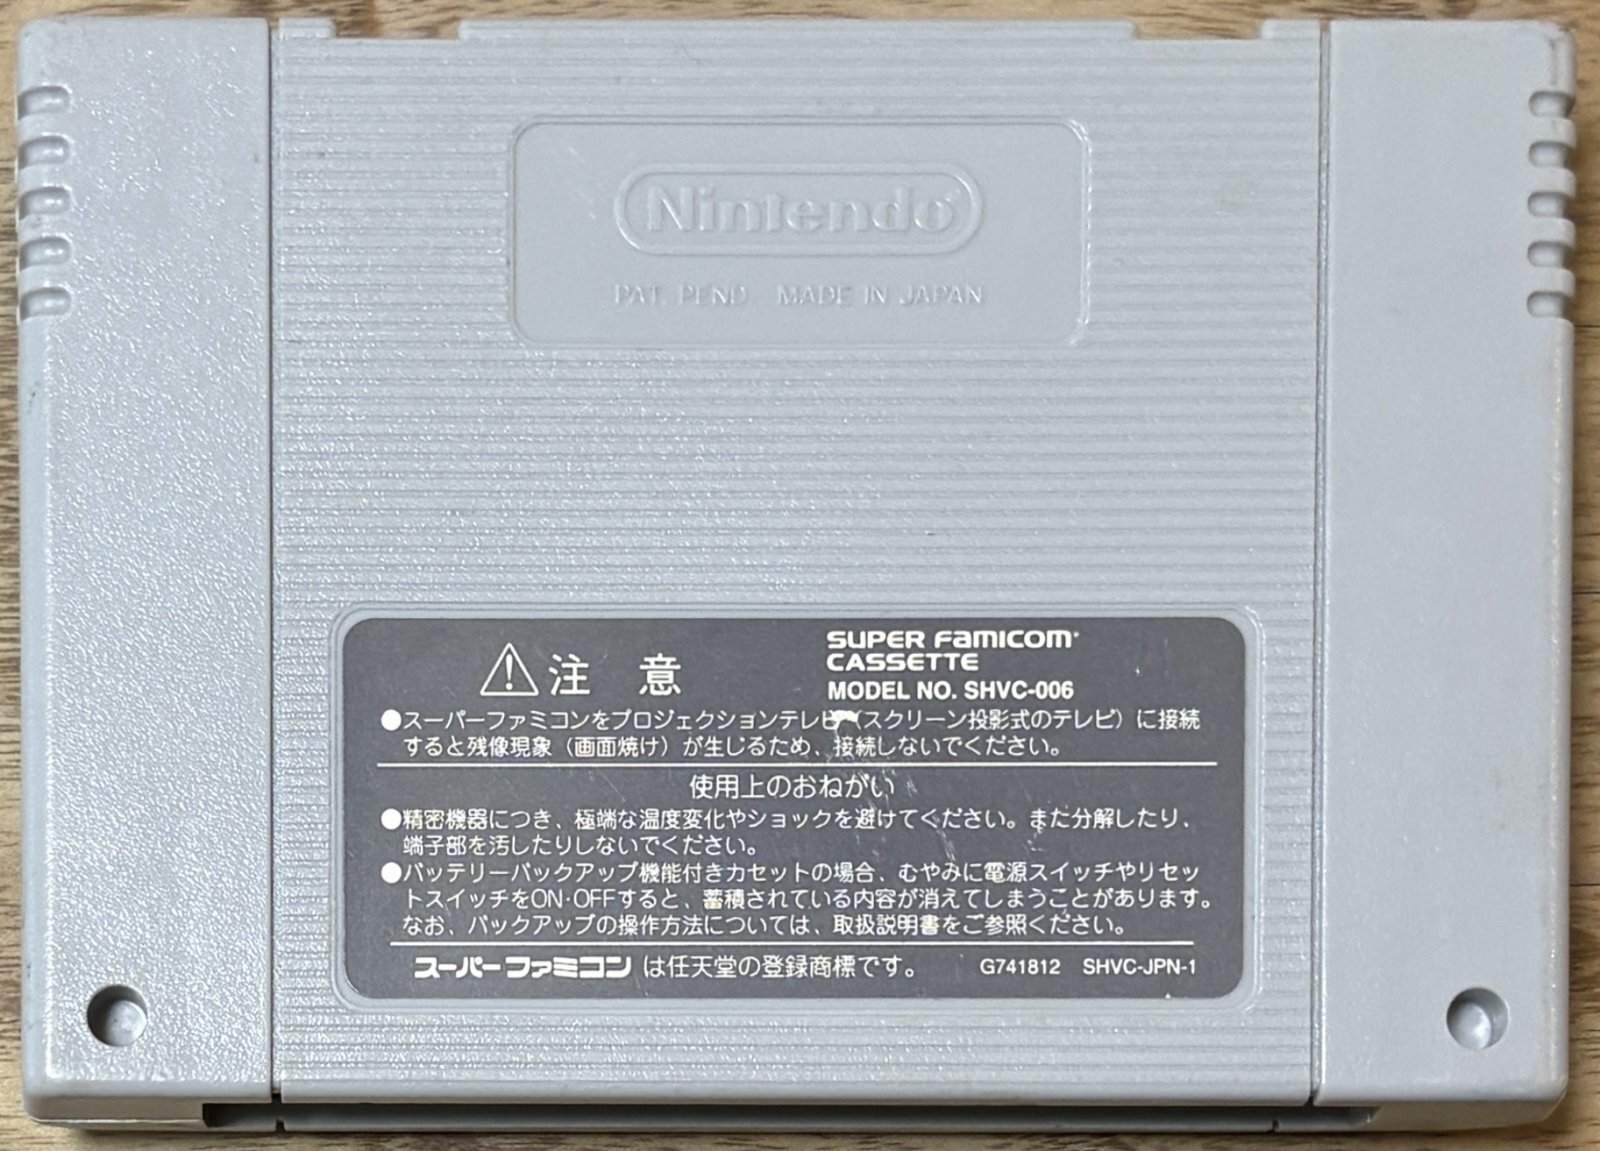 Nintendo
PAT. PEND. MADE IN JAPAN
注 意
SUPER FAMICOM
CASSETTE
MODEL NO. SHVC-006
●スーパーファミコンをプロジェクションテレビ(スクリーン投影式のテレビ)に接続
すると残像現象(画面焼け)が生じるため、接続しないでください。
使用上のおねがい
●精密機器につき、極端な温度変化やショックを避けてください。また分解したり、
端子部を汚したりしないでください。
●バッテリーバックアップ機能付きカセットの場合、むやみに電源スイッチやリセッ
トスイッチをON・OFFすると、蓄積されている内容が消えてしまうことがあります。
なお、バックアップの操作方法については、取扱説明書をご参照ください。
スーパーファミコン は任天堂の登録商標です。 G741812 SHVC-JPN-1